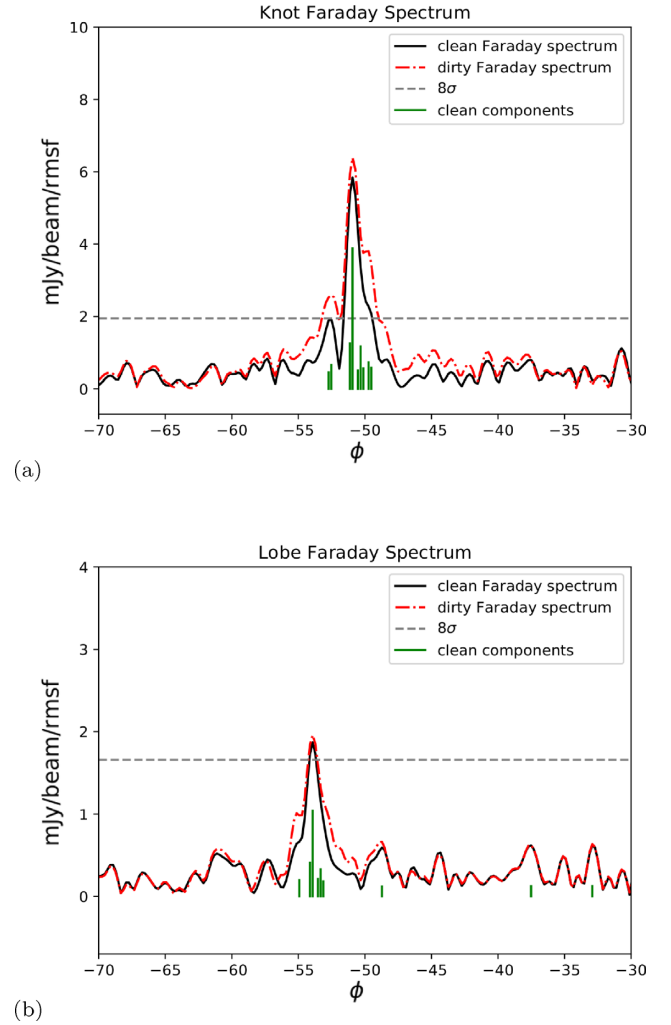 Knot Faraday Spectrum
10
8
6
4
2
0
mJy/beam/rmsf
clean Faraday spectrum
dirty Faraday spectrum
8σ
clean components
−70 −65 −60 −55 −50 −45 −40 −35 −30
ϕ
(a)
Lobe Faraday Spectrum
4
3
2
1
0
mJy/beam/rmsf
clean Faraday spectrum
dirty Faraday spectrum
8σ
clean components
−70 −65 −60 −55 −50 −45 −40 −35 −30
ϕ
(b)